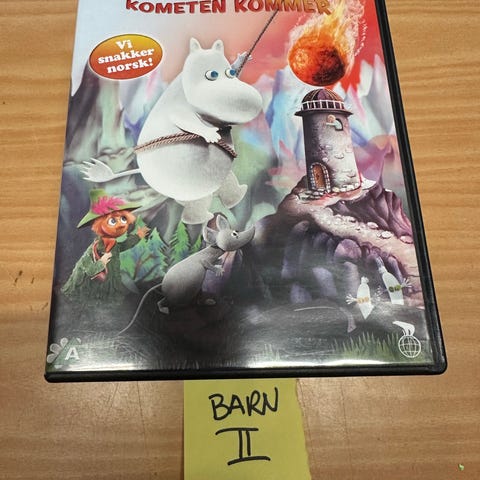 KOMETEN KOMMER
Vi
snakker
norsk!
A
BARN
II